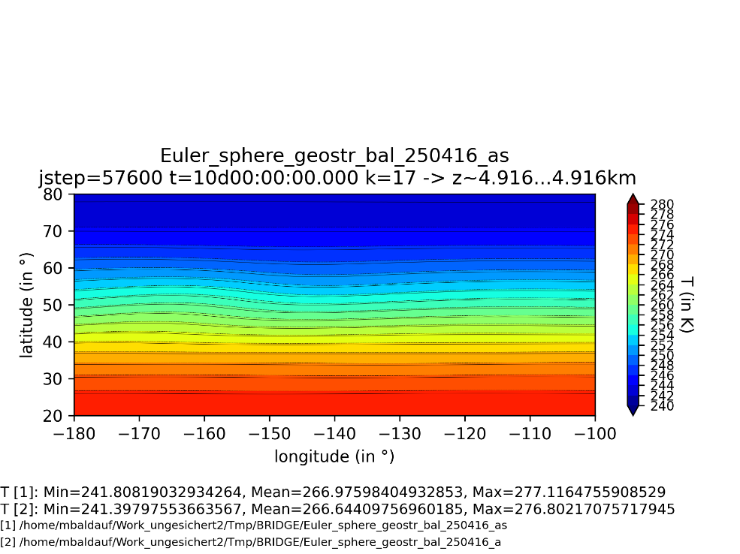 Euler_sphere_geostr_bal_250416_as
jstep=57600 t=10d00:00:00.000 k=17 -> z~4.916...4.916km
80
70
60
50
40
30
20
latitude (in °)
−180 −170 −160 −150 −140 −130 −120 −110 −100
longitude (in °)
280
278
276
274
272
270
268
266
264
262
260
258
256
254
252
250
248
246
244
242
240
T (in K)
T [1]: Min=241.80819032934264, Mean=266.97598404932853, Max=277.1164755908529
T [2]: Min=241.39797553663567, Mean=266.64409756960185, Max=276.80217075717945
[1] /home/mbaldauf/Work_ungesichert2/Tmp/BRIDGE/Euler_sphere_geostr_bal_250416_as
[2] /home/mbaldauf/Work_ungesichert2/Tmp/BRIDGE/Euler_sphere_geostr_bal_250416_a